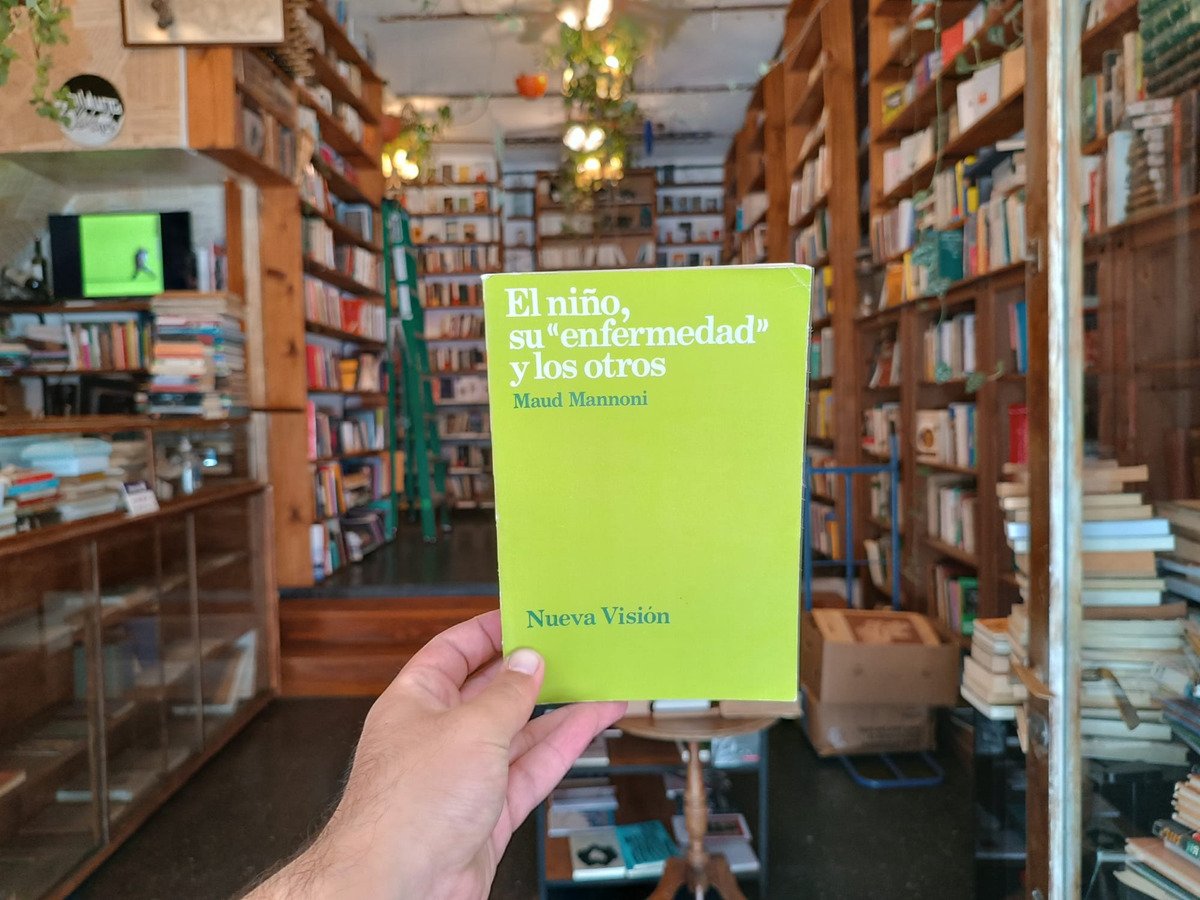 El niño,
su “enfermedad”
y los otros
Maud Mannoni
Nueva Visión